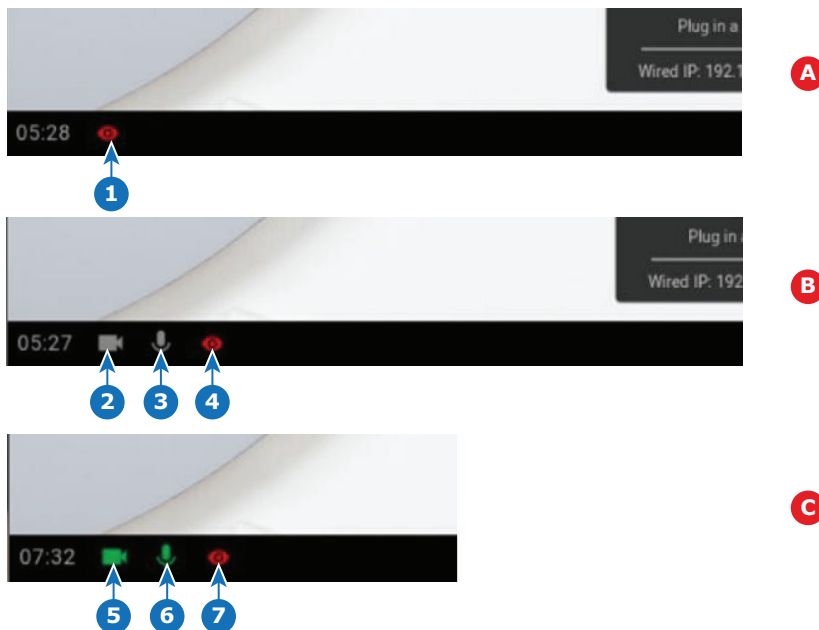 Plug in a
Wired IP: 192.1
A
05:28
1
Plug in
Wired IP: 192
B
05:27
2 3 4
C
07:32
5 6 7